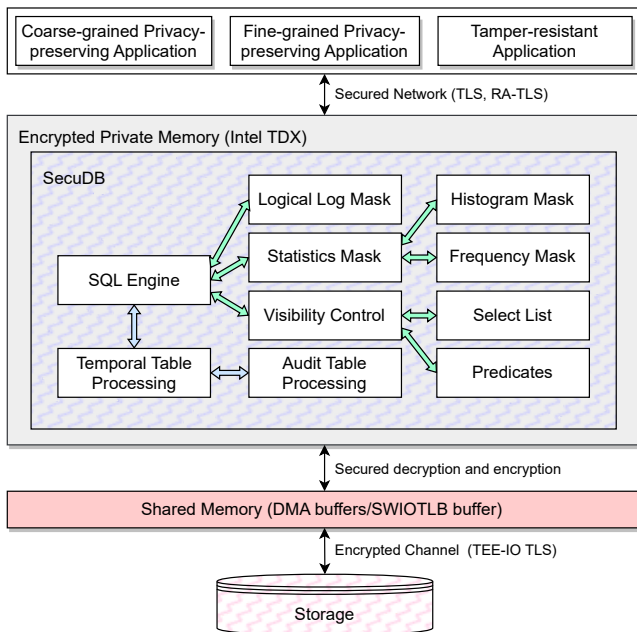 Coarse-grained Privacy-
preserving Application
Fine-grained Privacy-
preserving Application
Tamper-resistant
Application
Secured Network (TLS, RA-TLS)
Encrypted Private Memory (Intel TDX)
SecuDB
Logical Log Mask
Histogram Mask
SQL Engine
Statistics Mask
Frequency Mask
Visibility Control
Select List
Temporal Table
Processing
Audit Table
Processing
Predicates
Secured decryption and encryption
Shared Memory (DMA buffers/SWIOTLB buffer)
Encrypted Channel (TEE-IO TLS)
Storage